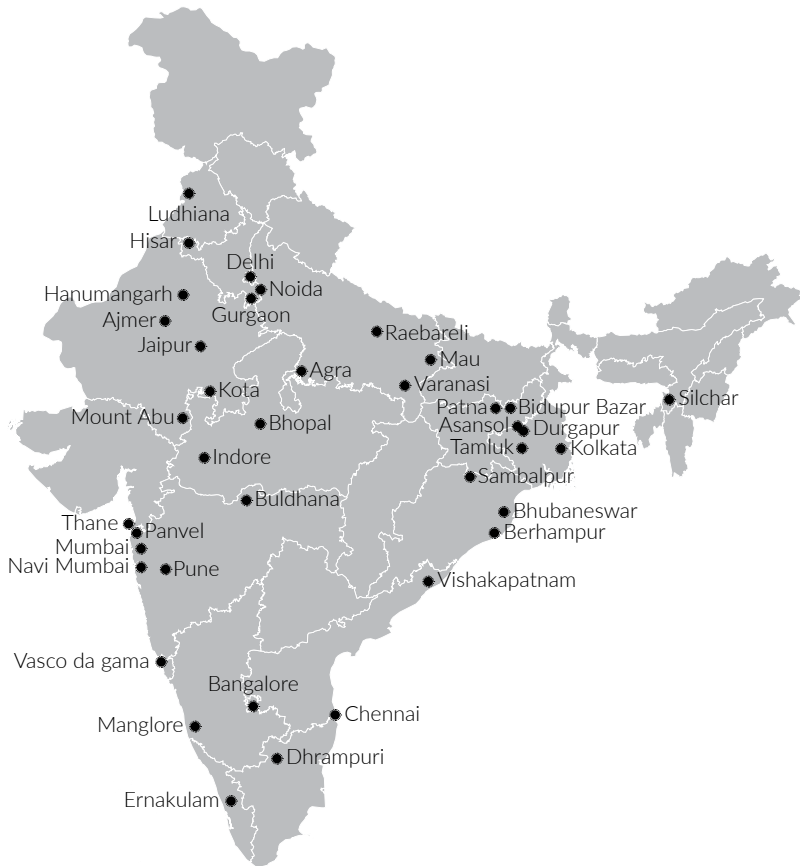 Ludhiana
Hisar
Delhi
Noida
Hanumangarh
Gurgaon
Ajmer
Raebareli
Jaipur
Mau
Agra
Varanasi
Kota
Silchar
Patna
Bidupur Bazar
Mount Abu
Bhopal
Asansol
Durgapur
Tamluk
Kolkata
Indore
Sambalpur
Buldhana
Bhubaneswar
Thane
Panvel
Berhampur
Mumbai
Navi Mumbai
Pune
Vishakapatnam
Vasco da gama
Bangalore
Chennai
Manglore
Dhrampuri
Ernakulam